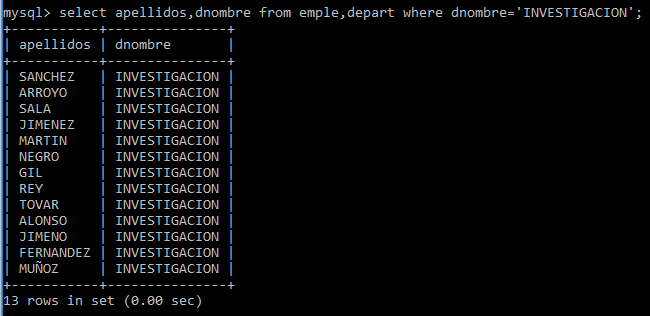 mysql> select apellidos,dnombre from emple,depart where dnombre='INVESTIGACION';
+-----------+---------------+
| apellidos | dnombre       |
+-----------+---------------+
| SANCHEZ   | INVESTIGACION |
| ARROYO    | INVESTIGACION |
| SALA      | INVESTIGACION |
| JIMENEZ   | INVESTIGACION |
| MARTIN    | INVESTIGACION |
| NEGRO     | INVESTIGACION |
| GIL       | INVESTIGACION |
| REY       | INVESTIGACION |
| TOVAR     | INVESTIGACION |
| ALONSO    | INVESTIGACION |
| JIMENO    | INVESTIGACION |
| FERNANDEZ | INVESTIGACION |
| MUÑOZ     | INVESTIGACION |
+-----------+---------------+
13 rows in set (0.00 sec)